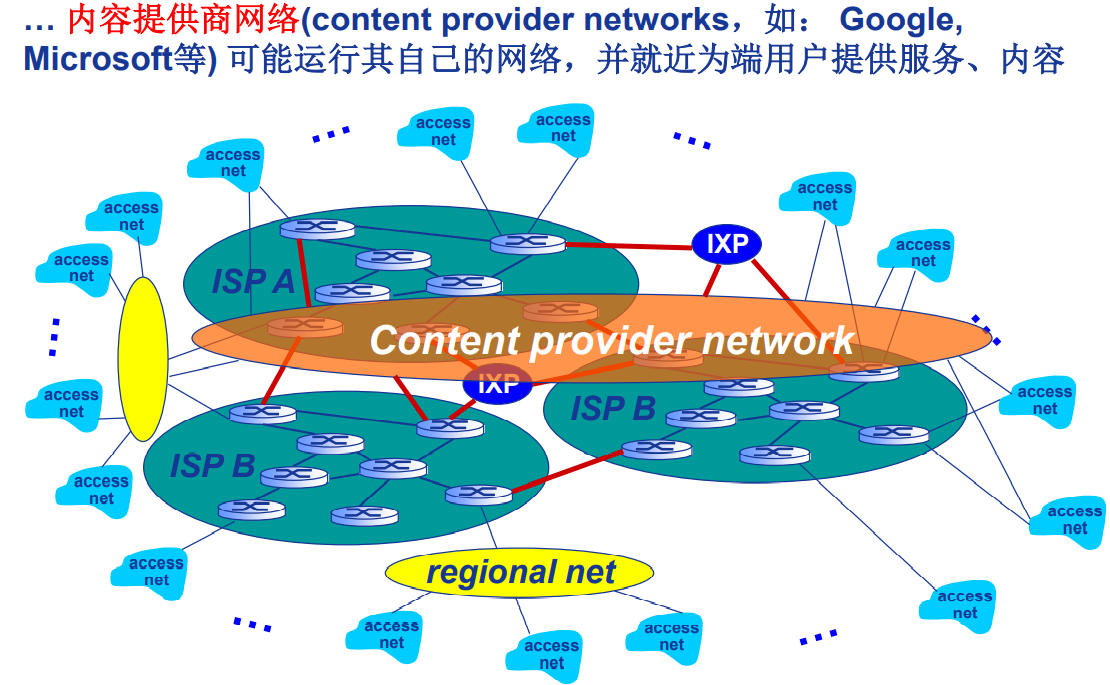 … 内容提供商网络(content provider networks，如： Google,
Microsoft等) 可能运行其自己的网络，并就近为端用户提供服务、内容
access
net
access
net
access
net
access
net
access
net
access
net
access
net
access
net
IXP
ISP A
Content provider network
IXP
ISP B
ISP B
access
net
access
net
access
net
access
net
access
net
regional net
access
net
access
net
access
net
access
net